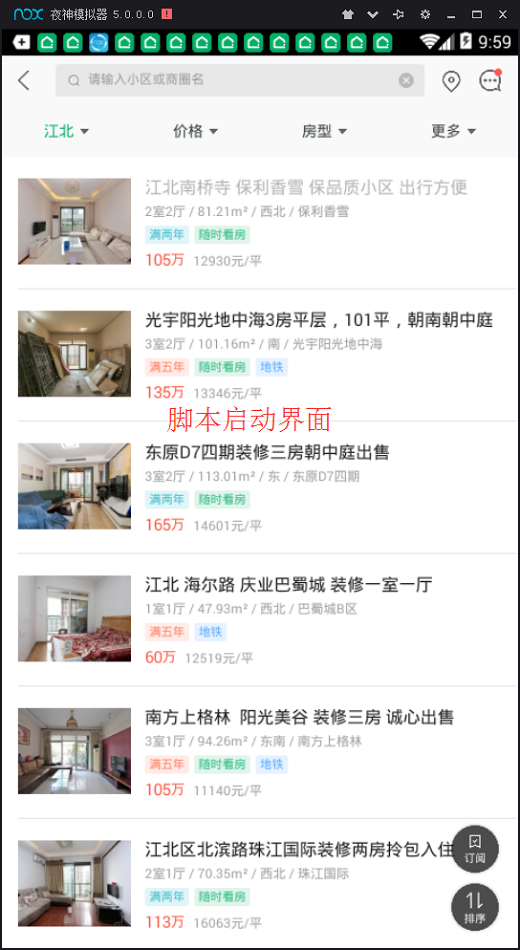 nox 夜神模拟器 5.0.0.0
9:59
请输入小区或商圈名
江北 价格 房型 更多
江北南桥寺 保利香雪 保品质小区 出行方便
2室2厅 / 81.21m² / 西北 / 保利香雪
满两年 随时看房
105万 12930元/平
光宇阳光地中海3房平层，101平，朝南朝中庭
3室2厅 / 101.16m² / 南 / 光宇阳光地中海
满五年 随时看房 地铁
135万 13346元/平
脚本启动界面
东原D7四期装修三房朝中庭出售
3室2厅 / 113.01m² / 东 / 东原D7四期
满两年 随时看房
165万 14601元/平
江北 海尔路 庆业巴蜀城 装修一室一厅
1室1厅 / 47.93m² / 西北 / 巴蜀城B区
满五年 地铁
60万 12519元/平
南方上格林 阳光美谷 装修三房 诚心出售
3室1厅 / 94.26m² / 东南 / 南方上格林
满五年 随时看房 地铁
105万 11140元/平
江北区北滨路珠江国际装修两房拎包入住
2室1厅 / 70.35m² / 西北 / 珠江国际
满两年 随时看房
113万 16063元/平
订阅
排序